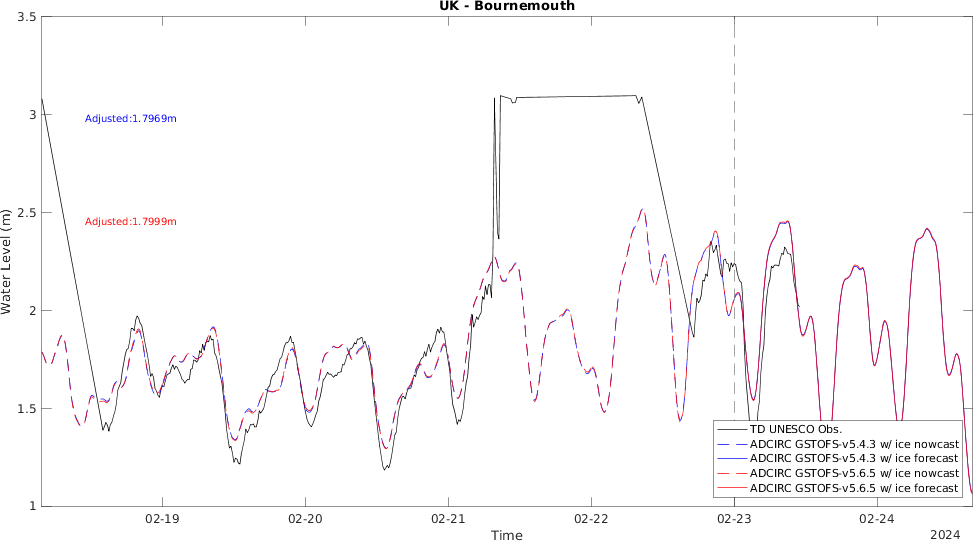 UK - Bournemouth
3.5
3
2.5
2
1.5
1
Water Level (m)
Adjusted:1.7969m
Adjusted:1.7999m
TD UNESCO Obs.
ADCIRC GSTOFS-v5.4.3 w/ ice nowcast
ADCIRC GSTOFS-v5.4.3 w/ ice forecast
ADCIRC GSTOFS-v5.6.5 w/ ice nowcast
ADCIRC GSTOFS-v5.6.5 w/ ice forecast
02-19 02-20 02-21 02-22 02-23 02-24
Time
2024